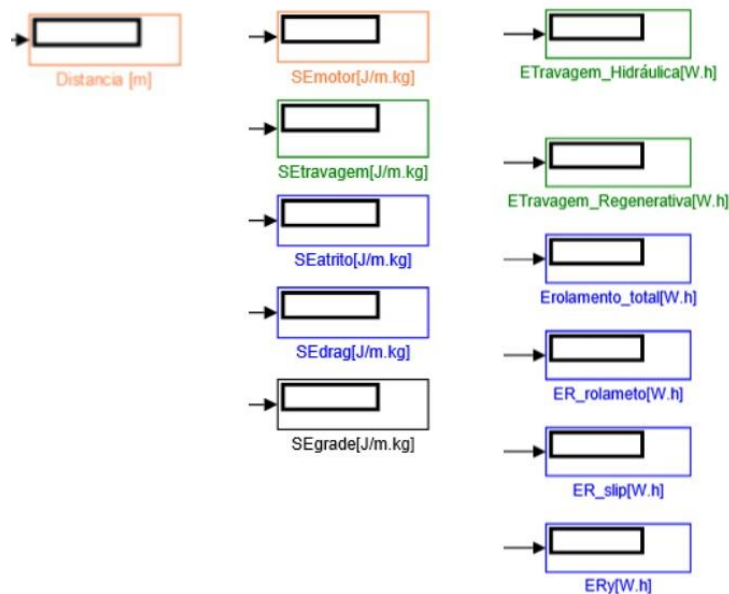 Distancia [m]
SEmotor[J/m.kg]
SEtravagem[J/m.kg]
SEatrito[J/m.kg]
SEdrag[J/m.kg]
SEgrade[J/m.kg]
ETravagem_Hidráulica[W.h]
ETravagem_Regenerativa[W.h]
Erolamento_total[W.h]
ER_rolameto[W.h]
ER_slip[W.h]
ERy[W.h]